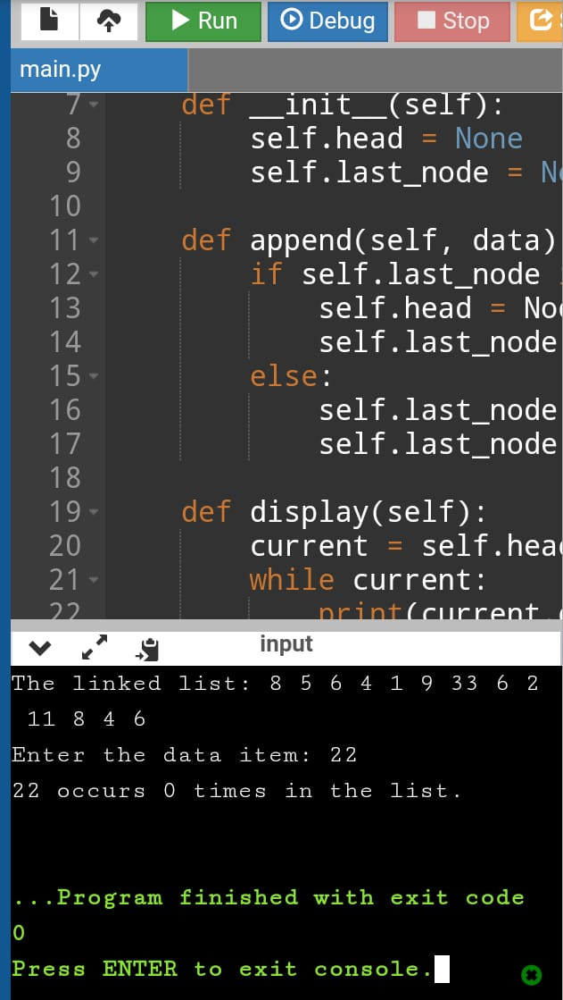 Run Debug Stop
main.py
7 def __init__(self):
8 self.head = None
9 self.last_node =
10
11 def append(self, data)
12 if self.last_node
13 self.head =
14 self.last_node
15 else:
16 self.last_node
17 self.last_node
18
19 def display(self):
20 current =
21 while current:
22 print(current.
input
The linked list: 8 5 6 4 1 9 33 6 2
11 8 4 6
Enter the data item: 22
22 occurs 0 times in the list.
...Program finished with exit code
0
Press ENTER to exit console.